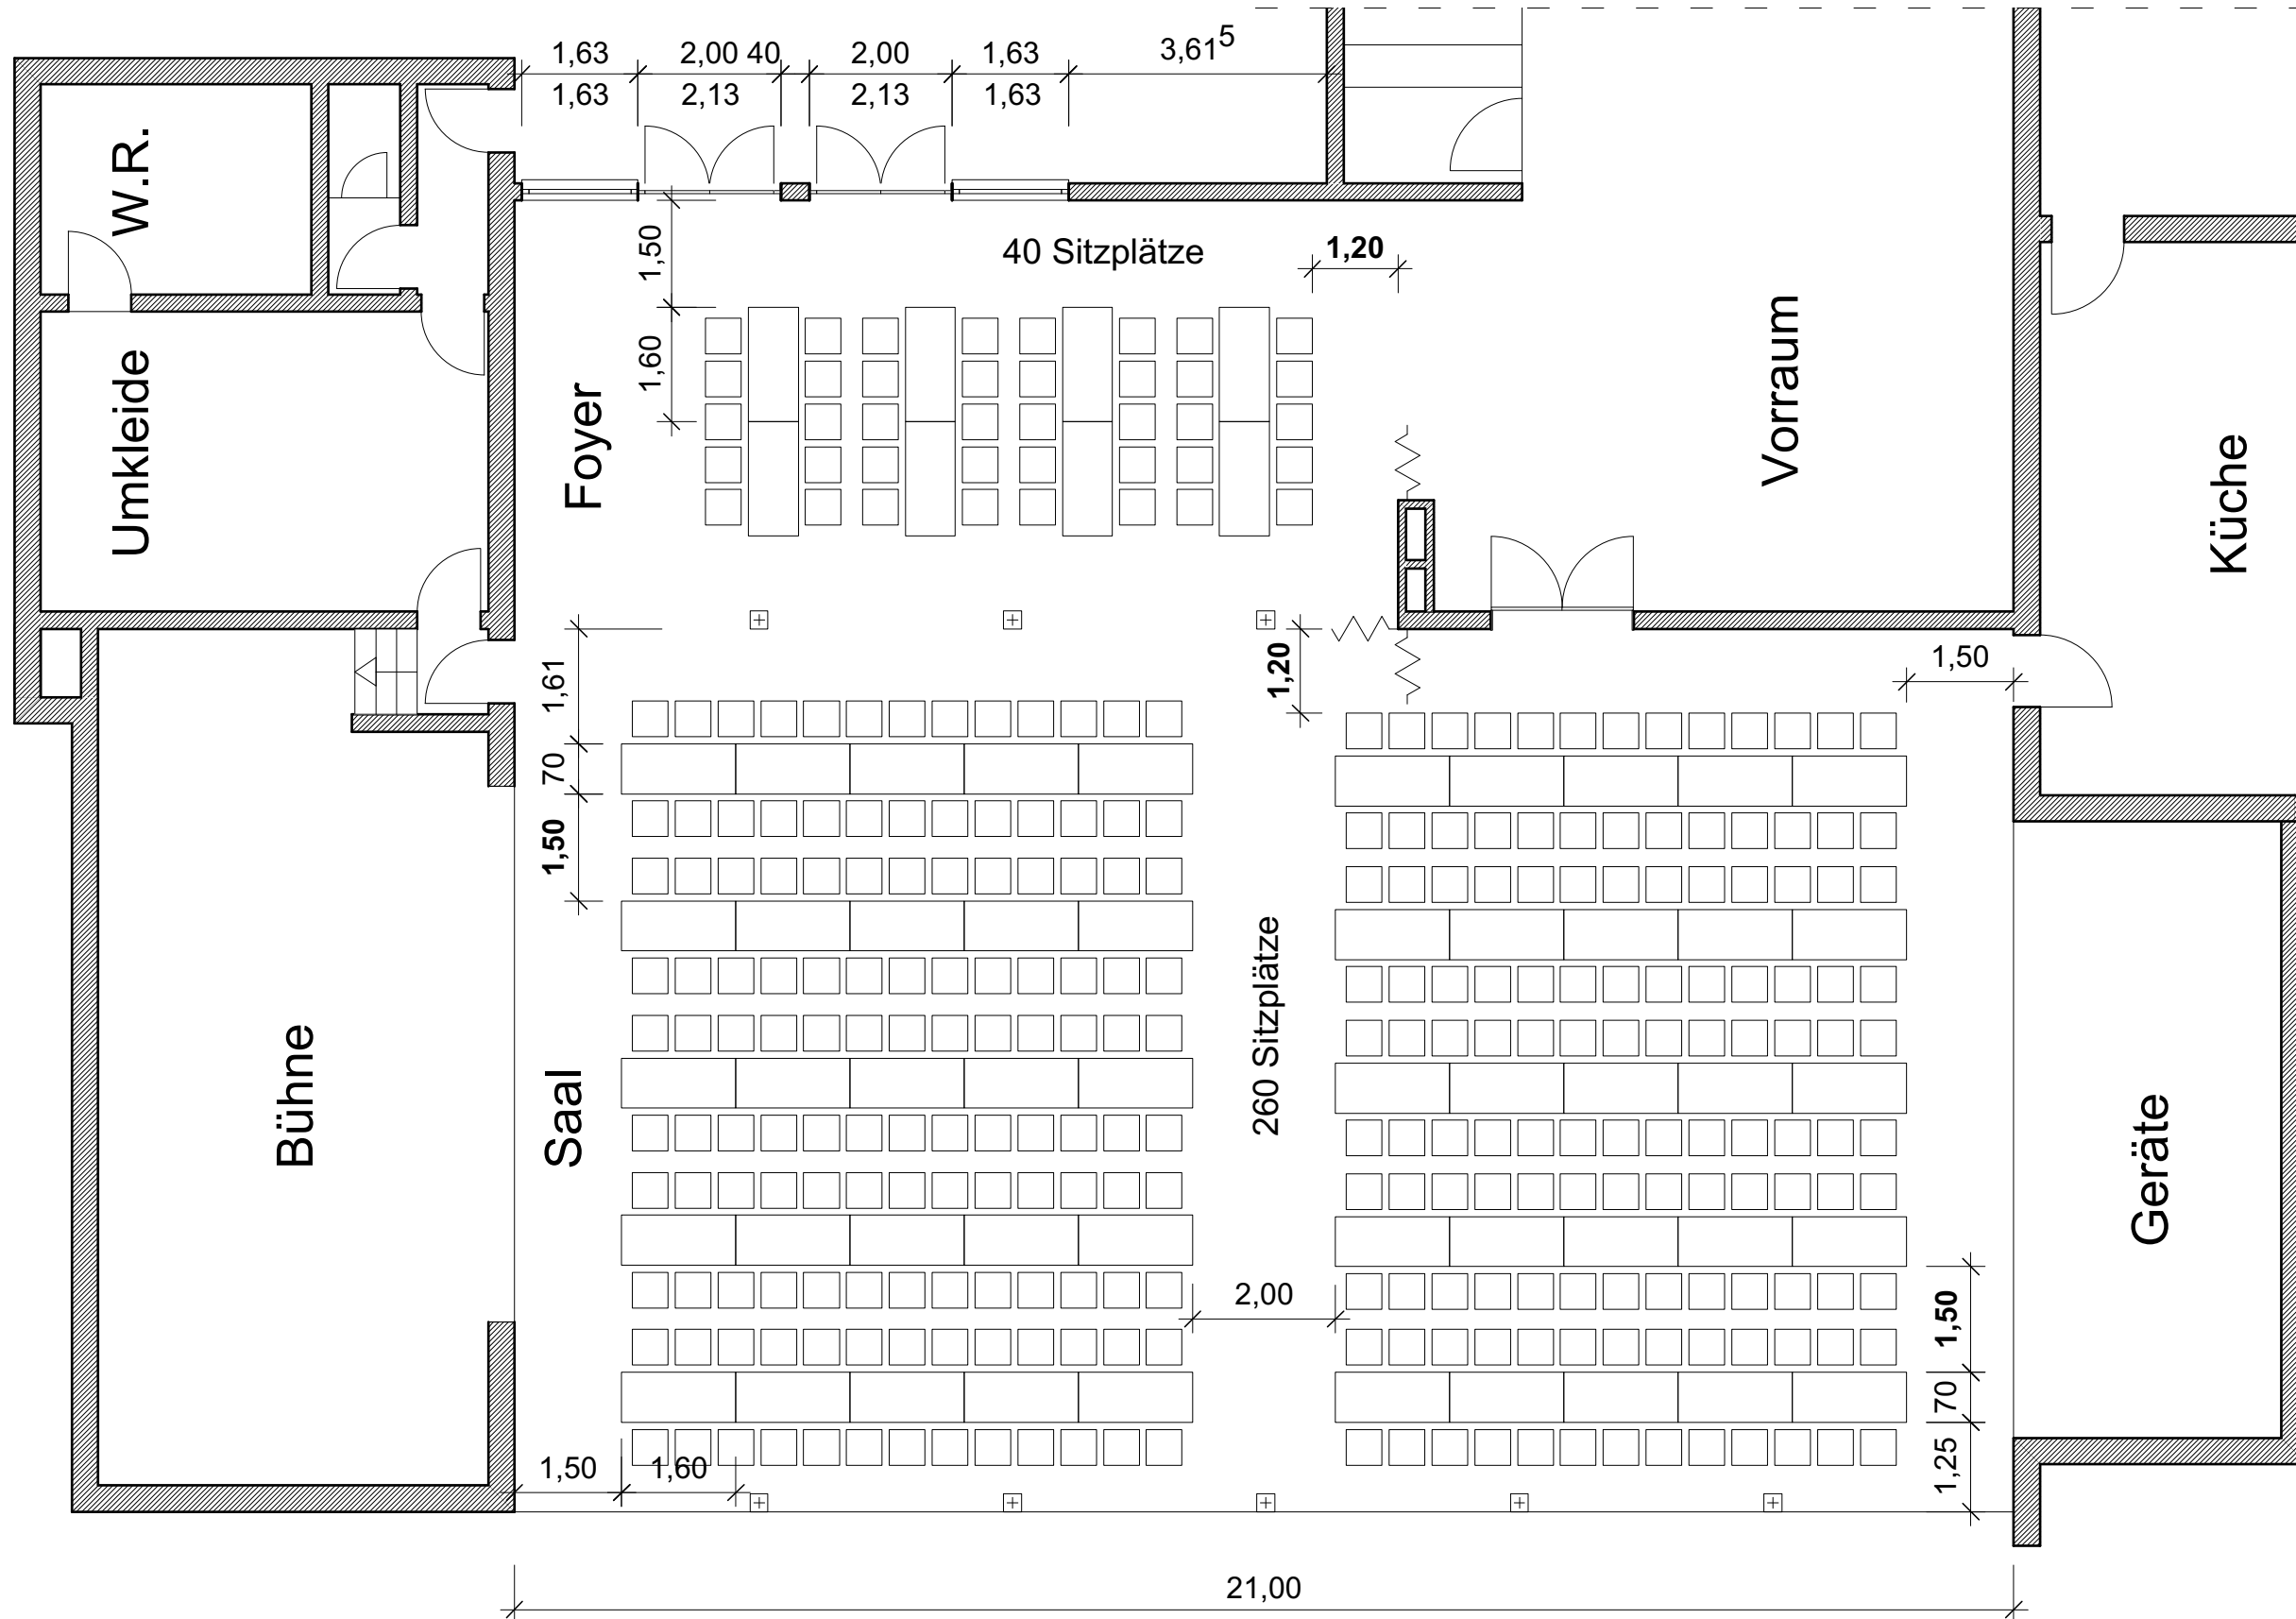 1,63
2,00 40
2,00
1,63
3,61⁵
1,63
2,13
2,13
1,63
W.R.
1,50
40 Sitzplätze
1,20
1,60
Umkleide
Foyer
Vorraum
Küche
1,61
1,20
1,50
70
1,50
260 Sitzplätze
Bühne
Saal
Geräte
2,00
1,50
70
1,25
1,50
1,60
21,00